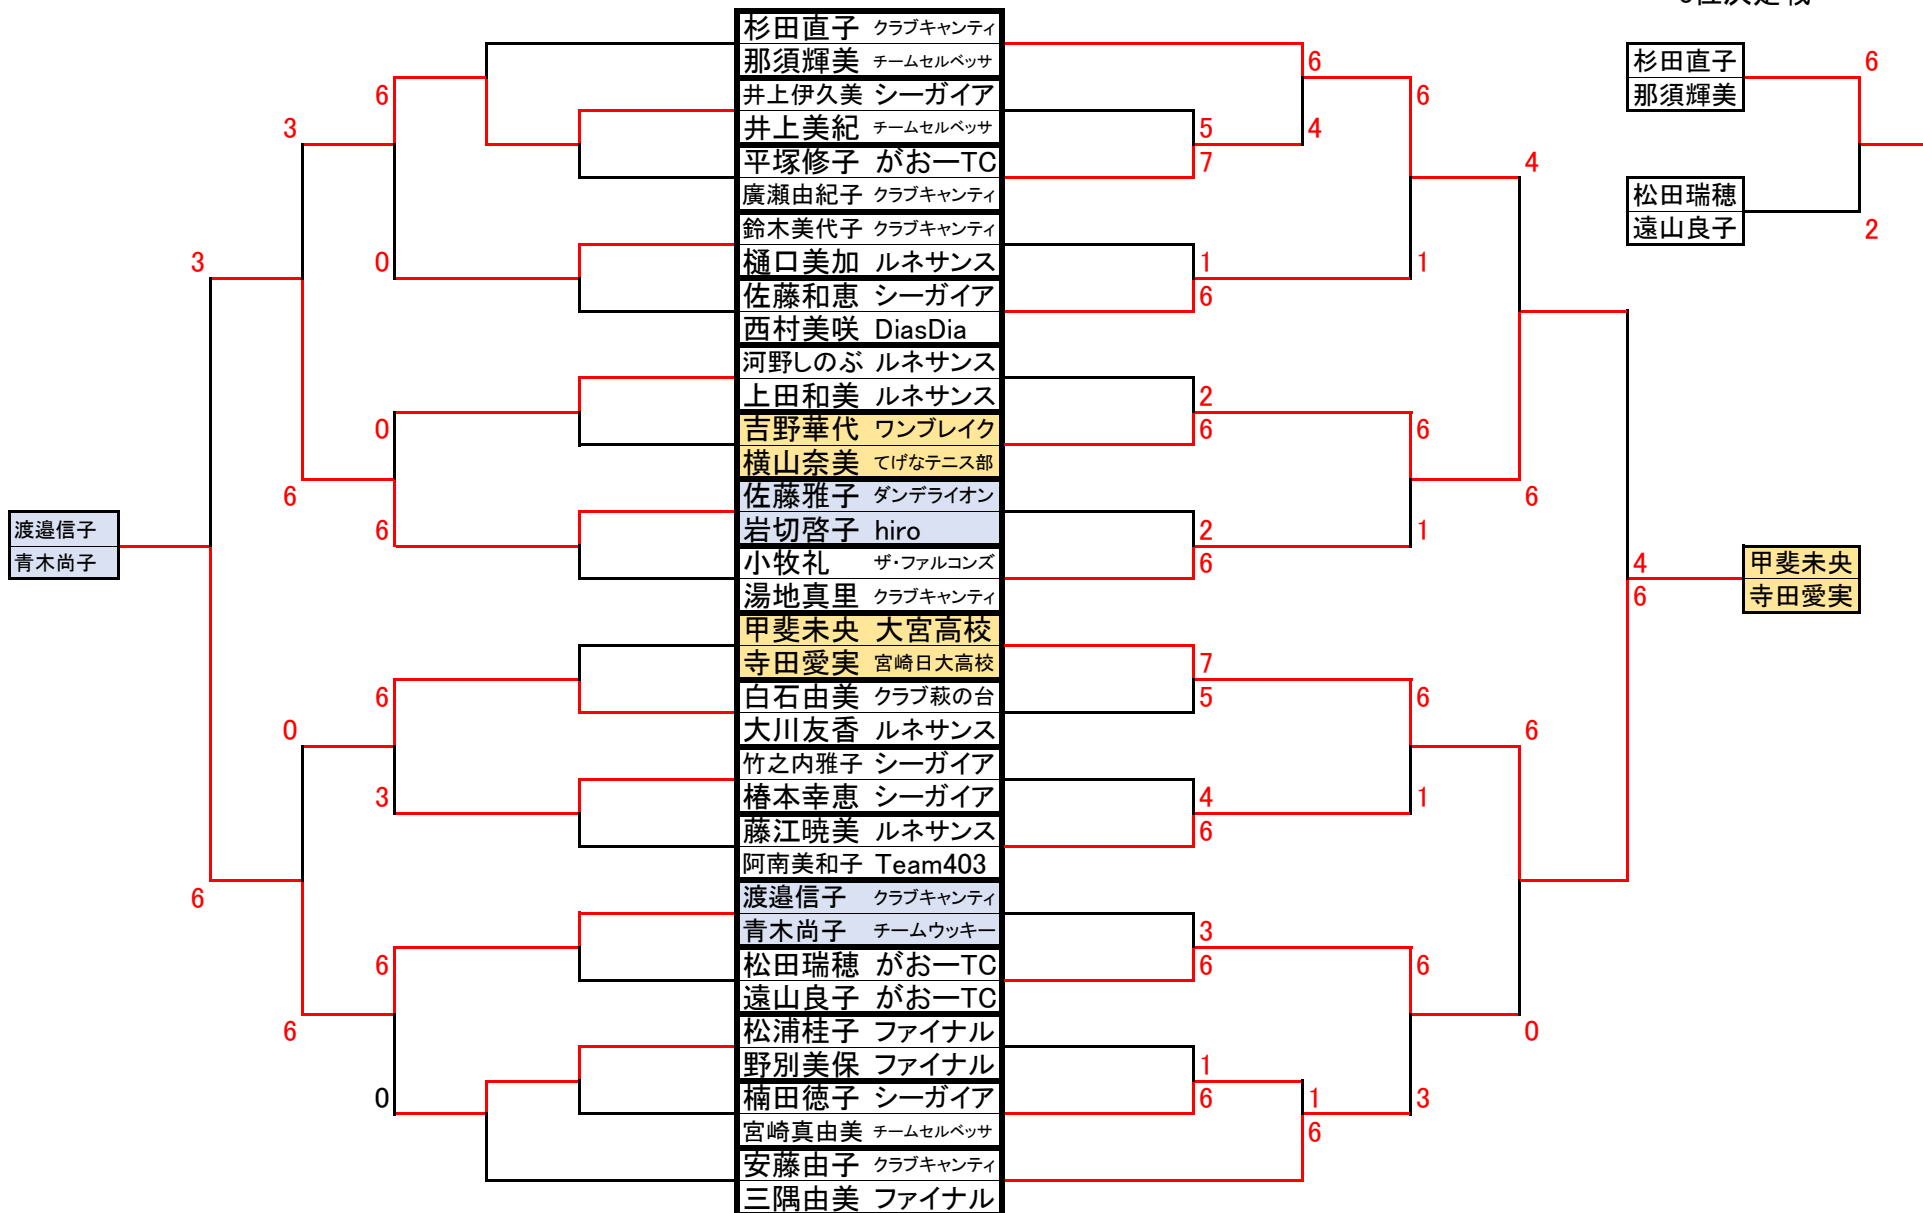 杉田直子 クラブキャンティ
那須輝美 チームセルベッサ
井上伊久美 シーガイア
井上美紀 チームセルベッサ
平塚修子 がおーTC
廣瀬由紀子 クラブキャンティ
鈴木美代子 クラブキャンティ
樋口美加 ルネサンス
佐藤和恵 シーガイア
西村美咲 DiasDia
河野しのぶ ルネサンス
上田和美 ルネサンス
吉野華代 ワンブレイク
横山奈美 てげなテニス部
佐藤雅子 ダンデライオン
岩切啓子 hiro
小牧礼 ザ・ファルコンズ
湯地真里 クラブキャンティ
甲斐未央 大宮高校
寺田愛実 宮崎日大高校
白石由美 クラブ萩の台
大川友香 ルネサンス
竹之内雅子 シーガイア
椿本幸恵 シーガイア
藤江暁美 ルネサンス
阿南美和子 Team403
渡邉信子 クラブキャンティ
青木尚子 チームウッキー
松田瑞穂 がおーTC
遠山良子 がおーTC
松浦桂子 ファイナル
野別美保 ファイナル
楠田徳子 シーガイア
宮崎真由美 チームセルベッサ
安藤由子 クラブキャンティ
三隅由美 ファイナル
渡邉信子
青木尚子
3
6
3
6
0
6
6
0
0
6
6
3
6
0
5
7
1
6
2
6
2
6
7
5
4
6
3
6
1
6
6
4
1
6
6
1
6
1
6
1
6
3
4
6
6
0
4
6
甲斐未央
寺田愛実
杉田直子
那須輝美
松田瑞穂
遠山良子
6
2